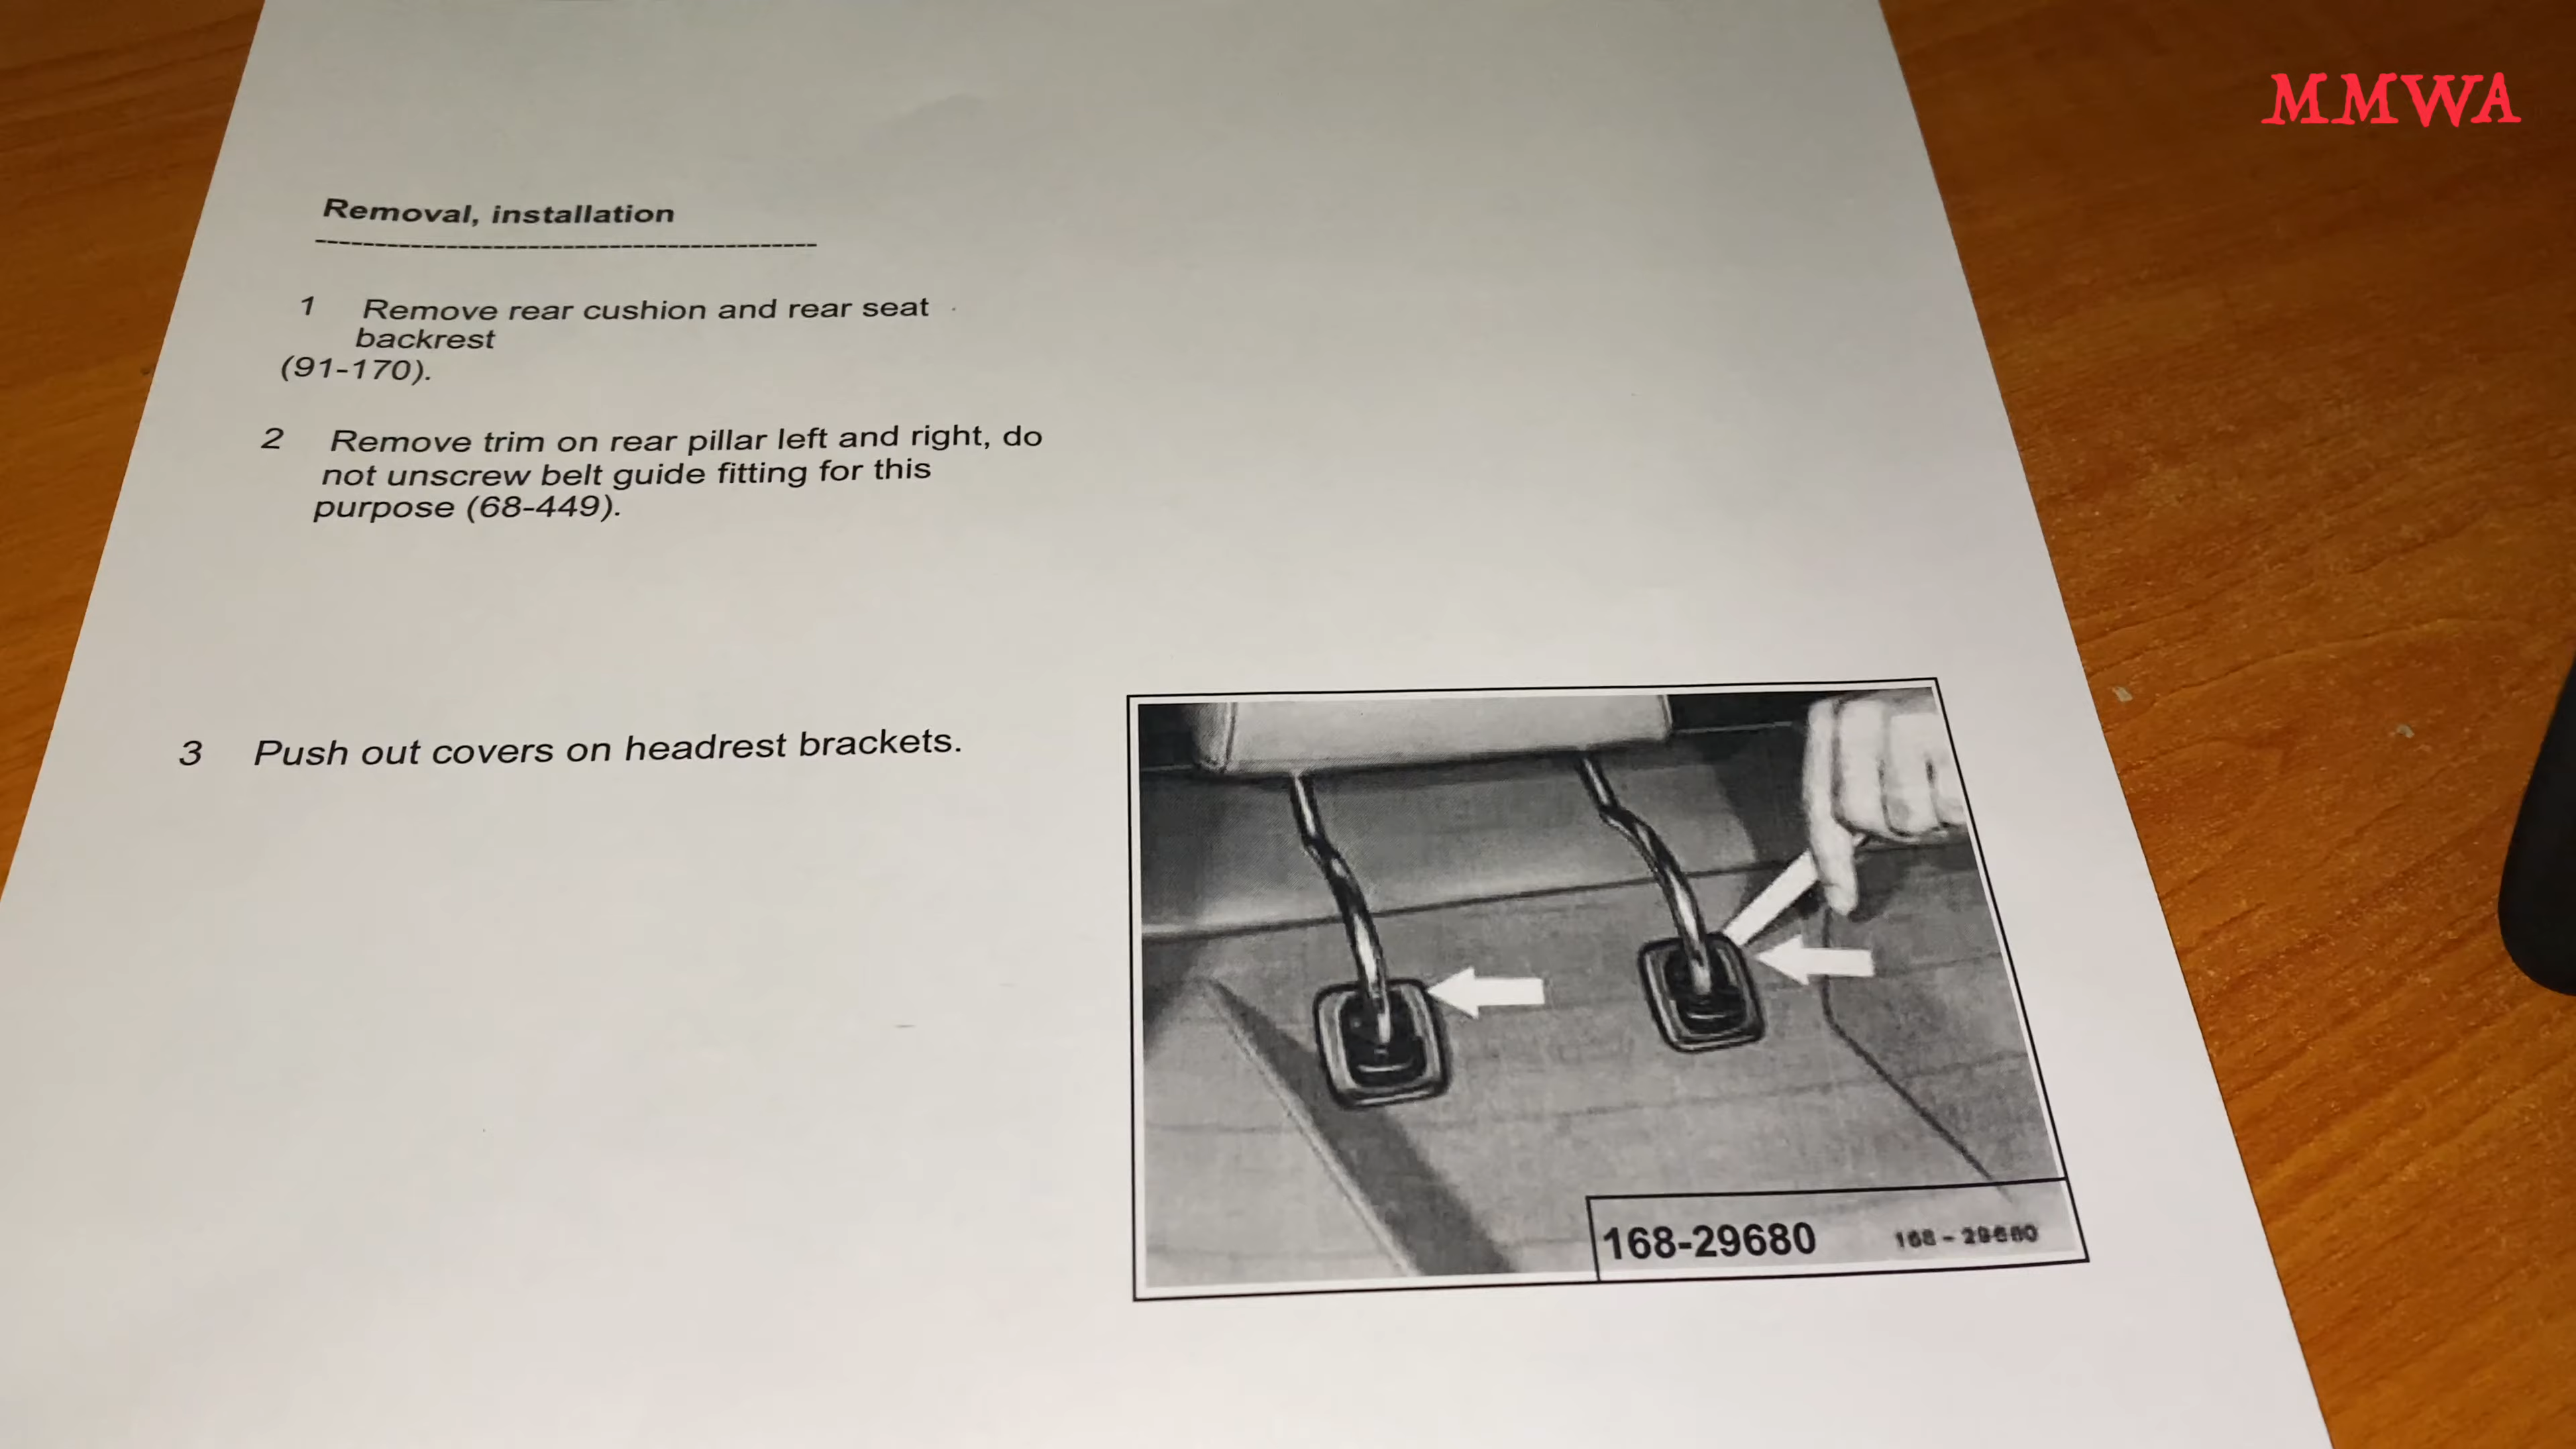 MMWA
Removal, installation
------------------------------------------
1 Remove rear cushion and rear seat
backrest
(91-170).
2 Remove trim on rear pillar left and right, do
not unscrew belt guide fitting for this
purpose (68-449).
3 Push out covers on headrest brackets.
168-29680 168-29680